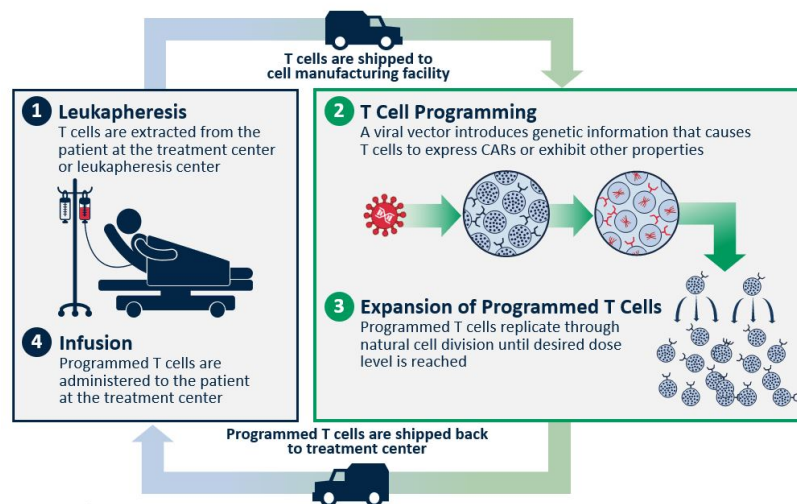 T cells are shipped to
cell manufacturing facility
1 Leukapheresis
T cells are extracted from the
patient at the treatment center
or leukapheresis center
4 Infusion
Programmed T cells are
administered to the patient
at the treatment center
2 T Cell Programming
A viral vector introduces genetic information that causes
T cells to express CARs or exhibit other properties
3 Expansion of Programmed T Cells
Programmed T cells replicate through
natural cell division until desired dose
level is reached
Programmed T cells are shipped back
to treatment center